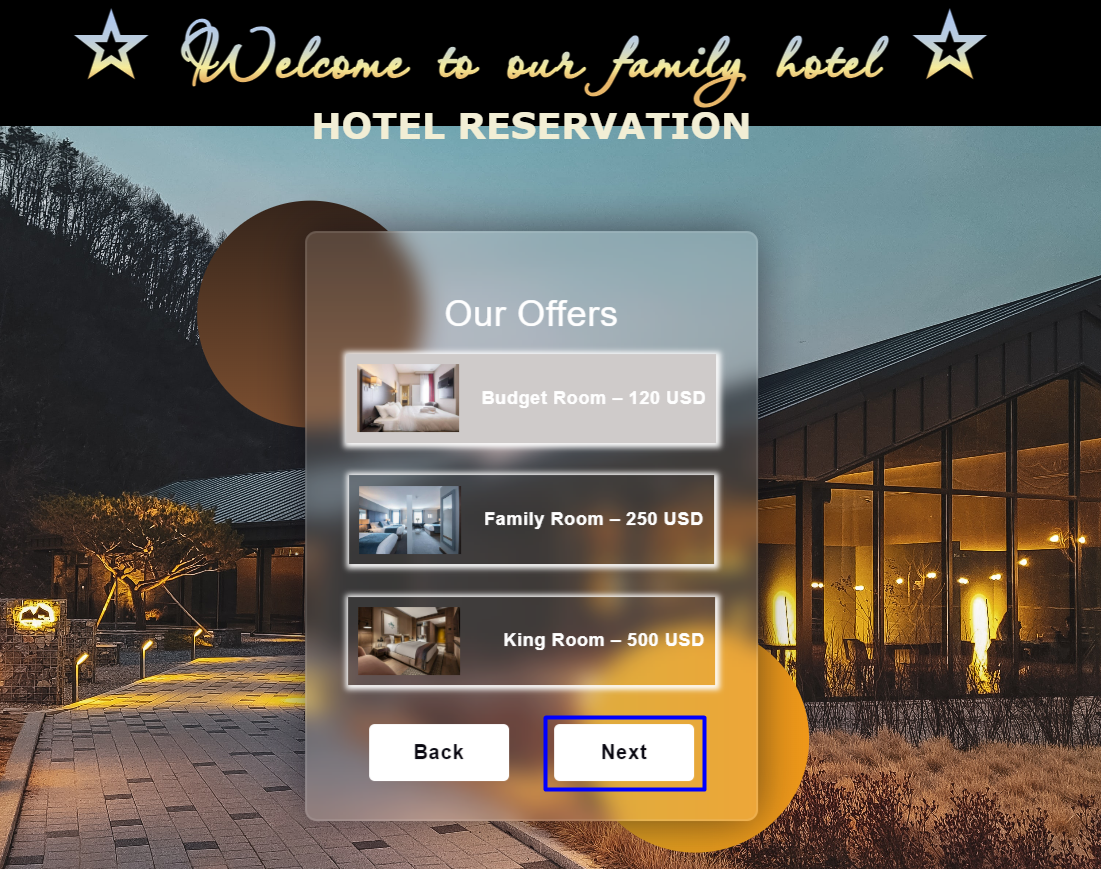 Welcome to our family hotel
HOTEL RESERVATION
Our Offers
Budget Room – 120 USD
Family Room – 250 USD
King Room – 500 USD
Back
Next